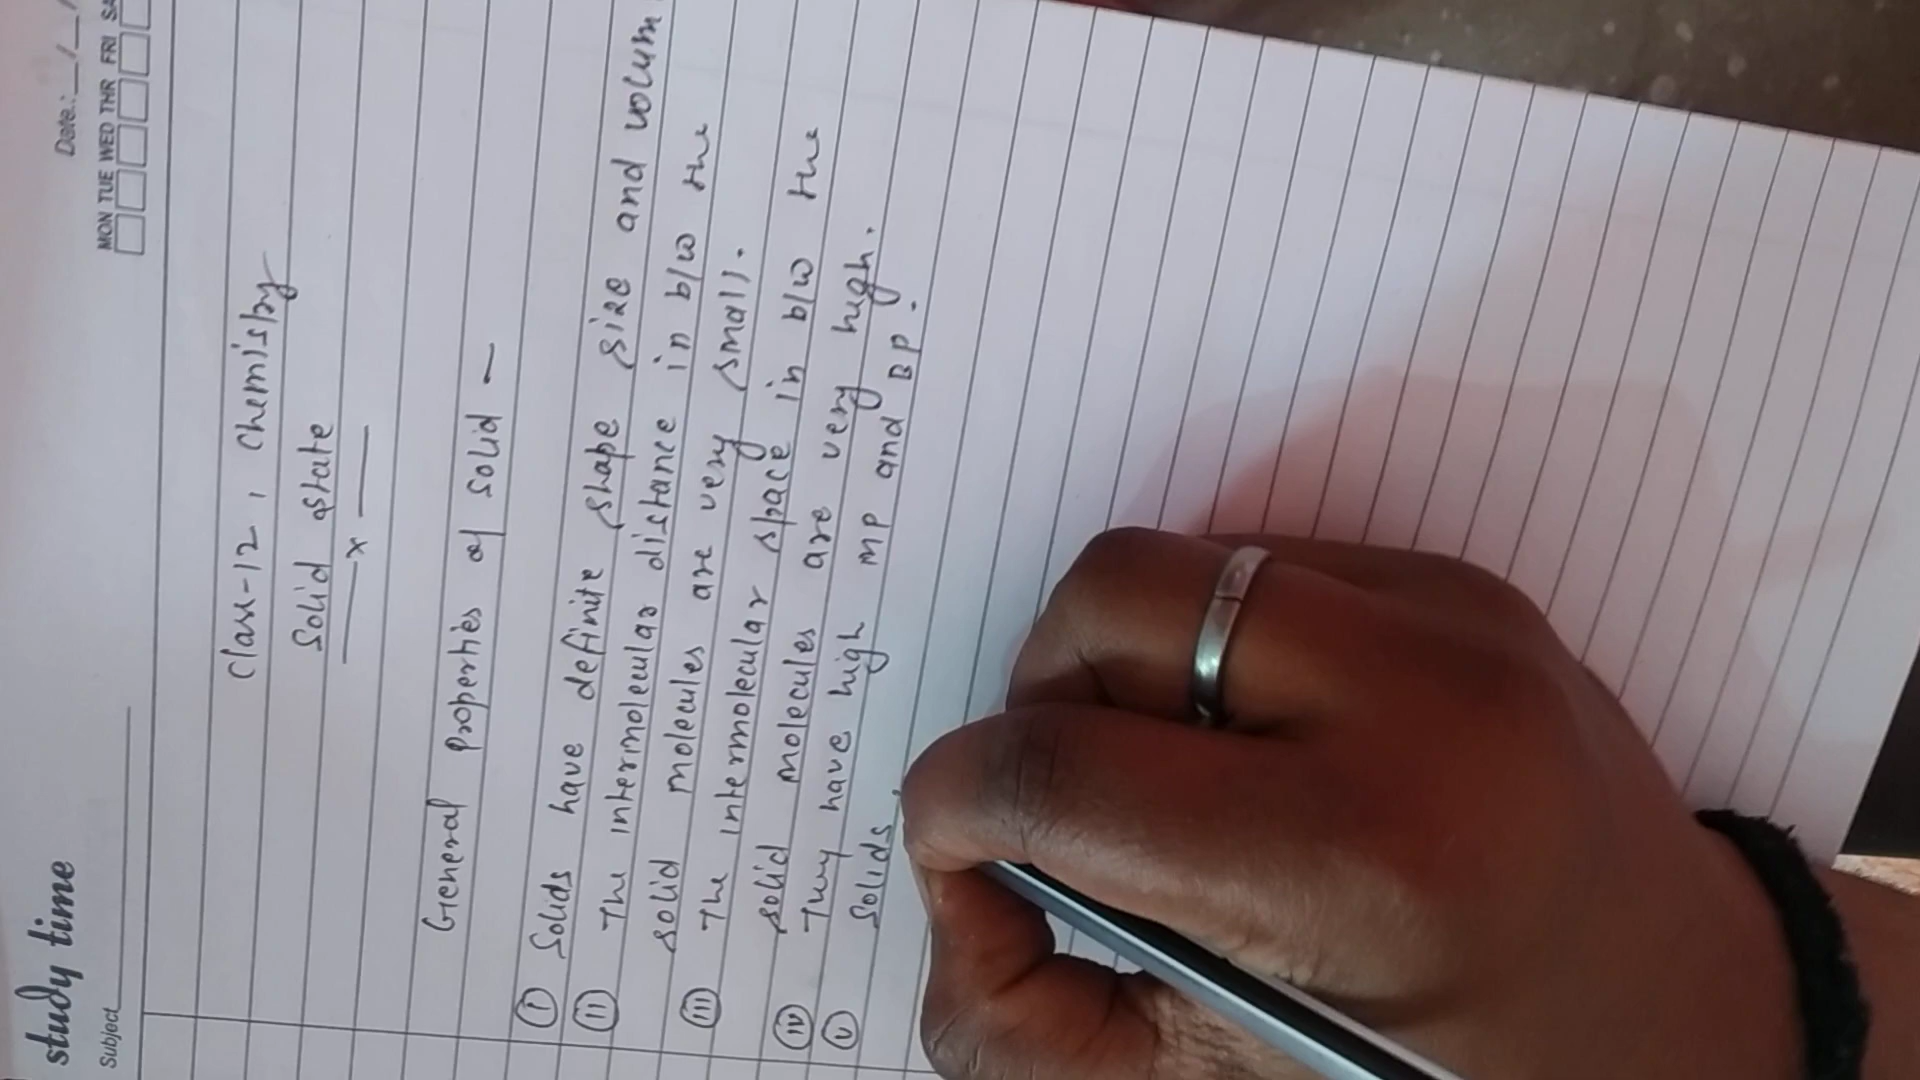 study time
Date.:__/__/
Subject
MON TUE WED THR FRI
Class-12, Chemistry
Solid state
—x—
General properties of solid -
(i) Solids have definite shape size and volum
(ii) The intermolecular distance in b/w the
solid molecules are very small.
(iii) The intermolecular space in b/w the
solid molecules are very high.
(iv) They have high MP and BP.
(v) Solids